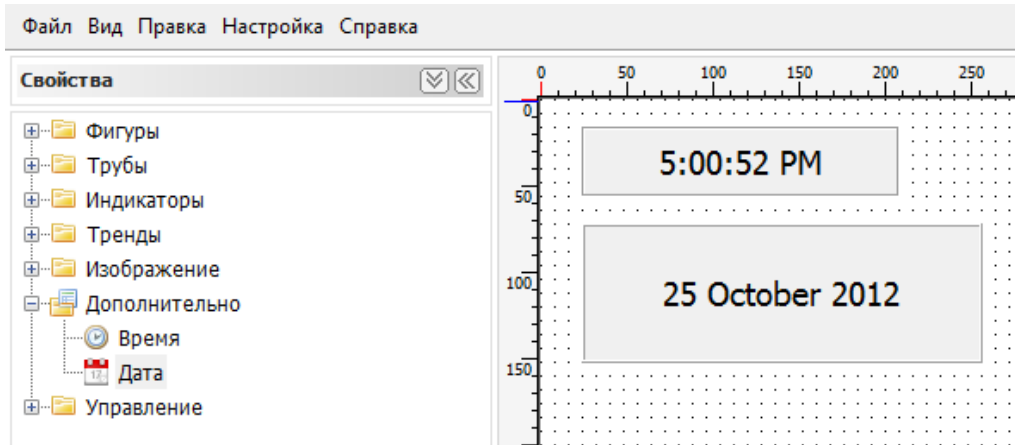 Файл Вид Правка Настройка Справка
Свойства
Фигуры
Трубы
Индикаторы
Тренды
Изображение
Дополнительно
Время
12
Дата
Управление
0 50 100 150 200 250
0
50
100
150
5:00:52 PM
25 October 2012